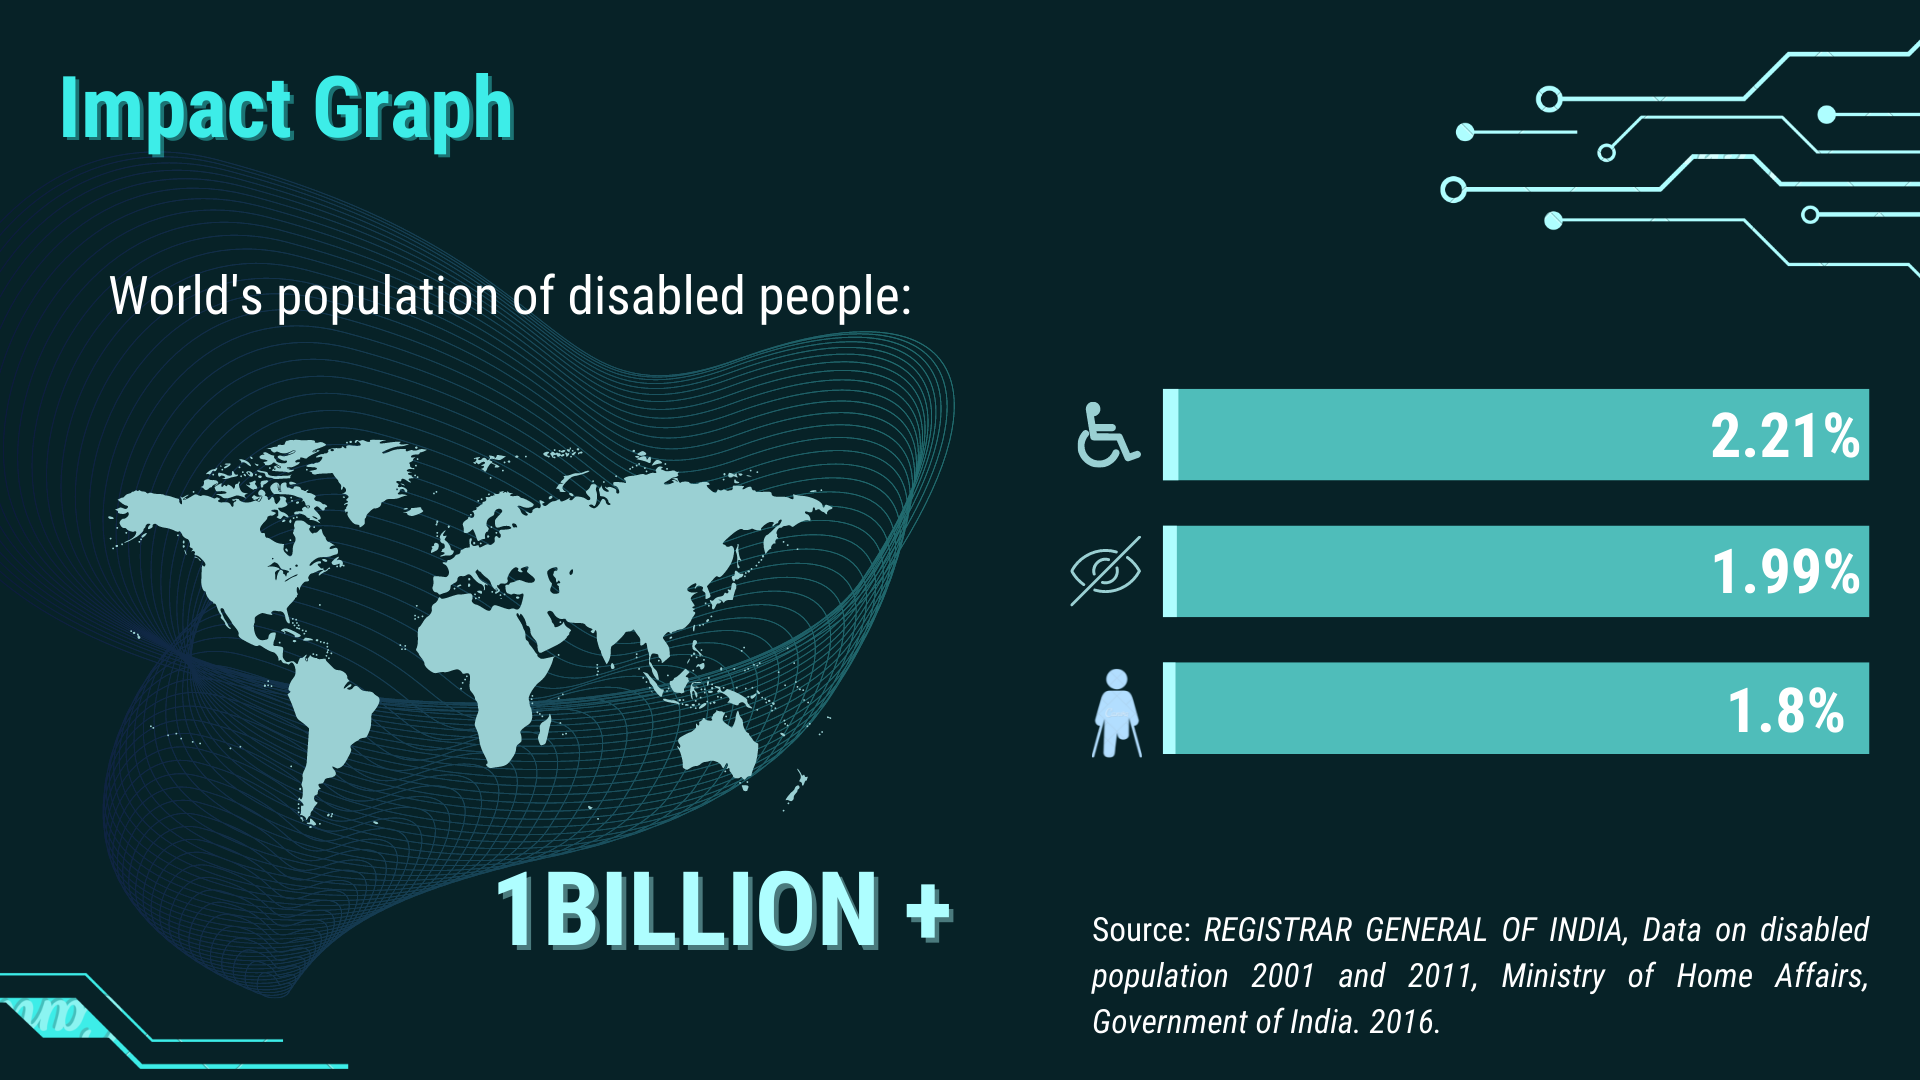 Impact Graph
World's population of disabled people:
2.21%
1.99%
1.8%
1BILLION +
Source: REGISTRAR GENERAL OF INDIA, Data on disabled
population 2001 and 2011, Ministry of Home Affairs,
Government of India. 2016.